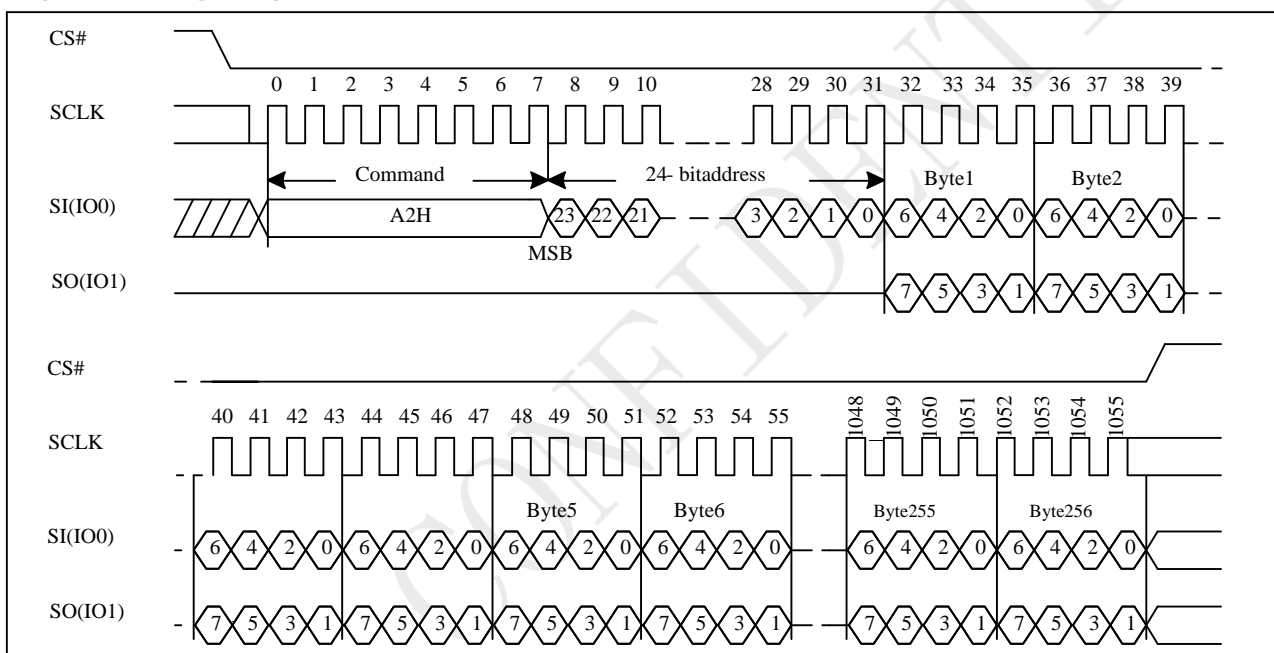 CS#
0 1 2 3 4 5 6 7 8 9 10 28 29 30 31 32 33 34 35 36 37 38 39
SCLK
Command 24- bitaddress Byte1 Byte2
SI(IO0) A2H 23 22 21 3 2 1 0 6 4 2 0 6 4 2 0
MSB
SO(IO1) 7 5 3 1 7 5 3 1
CS#
40 41 42 43 44 45 46 47 48 49 50 51 52 53 54 55 1048 1049 1050 1051 1052 1053 1054 1055
SCLK
Byte5 Byte6 Byte255 Byte256
SI(IO0) 6 4 2 0 6 4 2 0 6 4 2 0 6 4 2 0 6 4 2 0 6 4 2 0
SO(IO1) 7 5 3 1 7 5 3 1 7 5 3 1 7 5 3 1 7 5 3 1 7 5 3 1